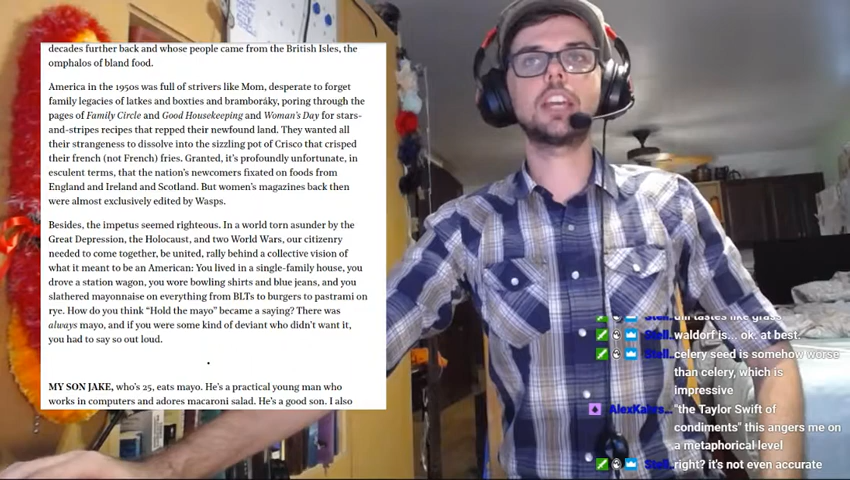 decades further back and whose people came from the British Isles, the
omphalos of bland food.
America in the 1950s was full of strivers like Mom, desperate to forget
family legacies of latkes and boxties and bramboráky, poring through the
pages of Family Circle and Good Housekeeping and Woman's Day for stars-
and-stripes recipes that repped their newfound land. They wanted all
their strangeness to dissolve into the sizzling pot of Crisco that crisped
their french (not French) fries. Granted, it's profoundly unfortunate, in
esculent terms, that the nation's newcomers fixated on foods from
England and Ireland and Scotland. But women's magazines back then
were almost exclusively edited by Wasps.
Besides, the impetus seemed righteous. In a world torn asunder by the
Great Depression, the Holocaust, and two World Wars, our citizenry
needed to come together, be united, rally behind a collective vision of
what it meant to be an American: You lived in a single-family house, you
drove a station wagon, you wore bowling shirts and blue jeans, and you
slathered mayonnaise on everything from BLTs to burgers to pastrami on
rye. How do you think "Hold the mayo" became a saying? There was
always mayo, and if you were some kind of deviant who didn't want it,
you had to say so out loud.
MY SON JAKE, who's 25, eats mayo. He's a practical young man who
works in computers and adores macaroni salad. He's a good son. I also
dill tastes like grass
waldorf is... ok. at best.
celery seed is somehow worse
than celery, which is
impressive
"the Taylor Swift of
condiments" this angers me on
a metaphorical level
right? it's not even accurate